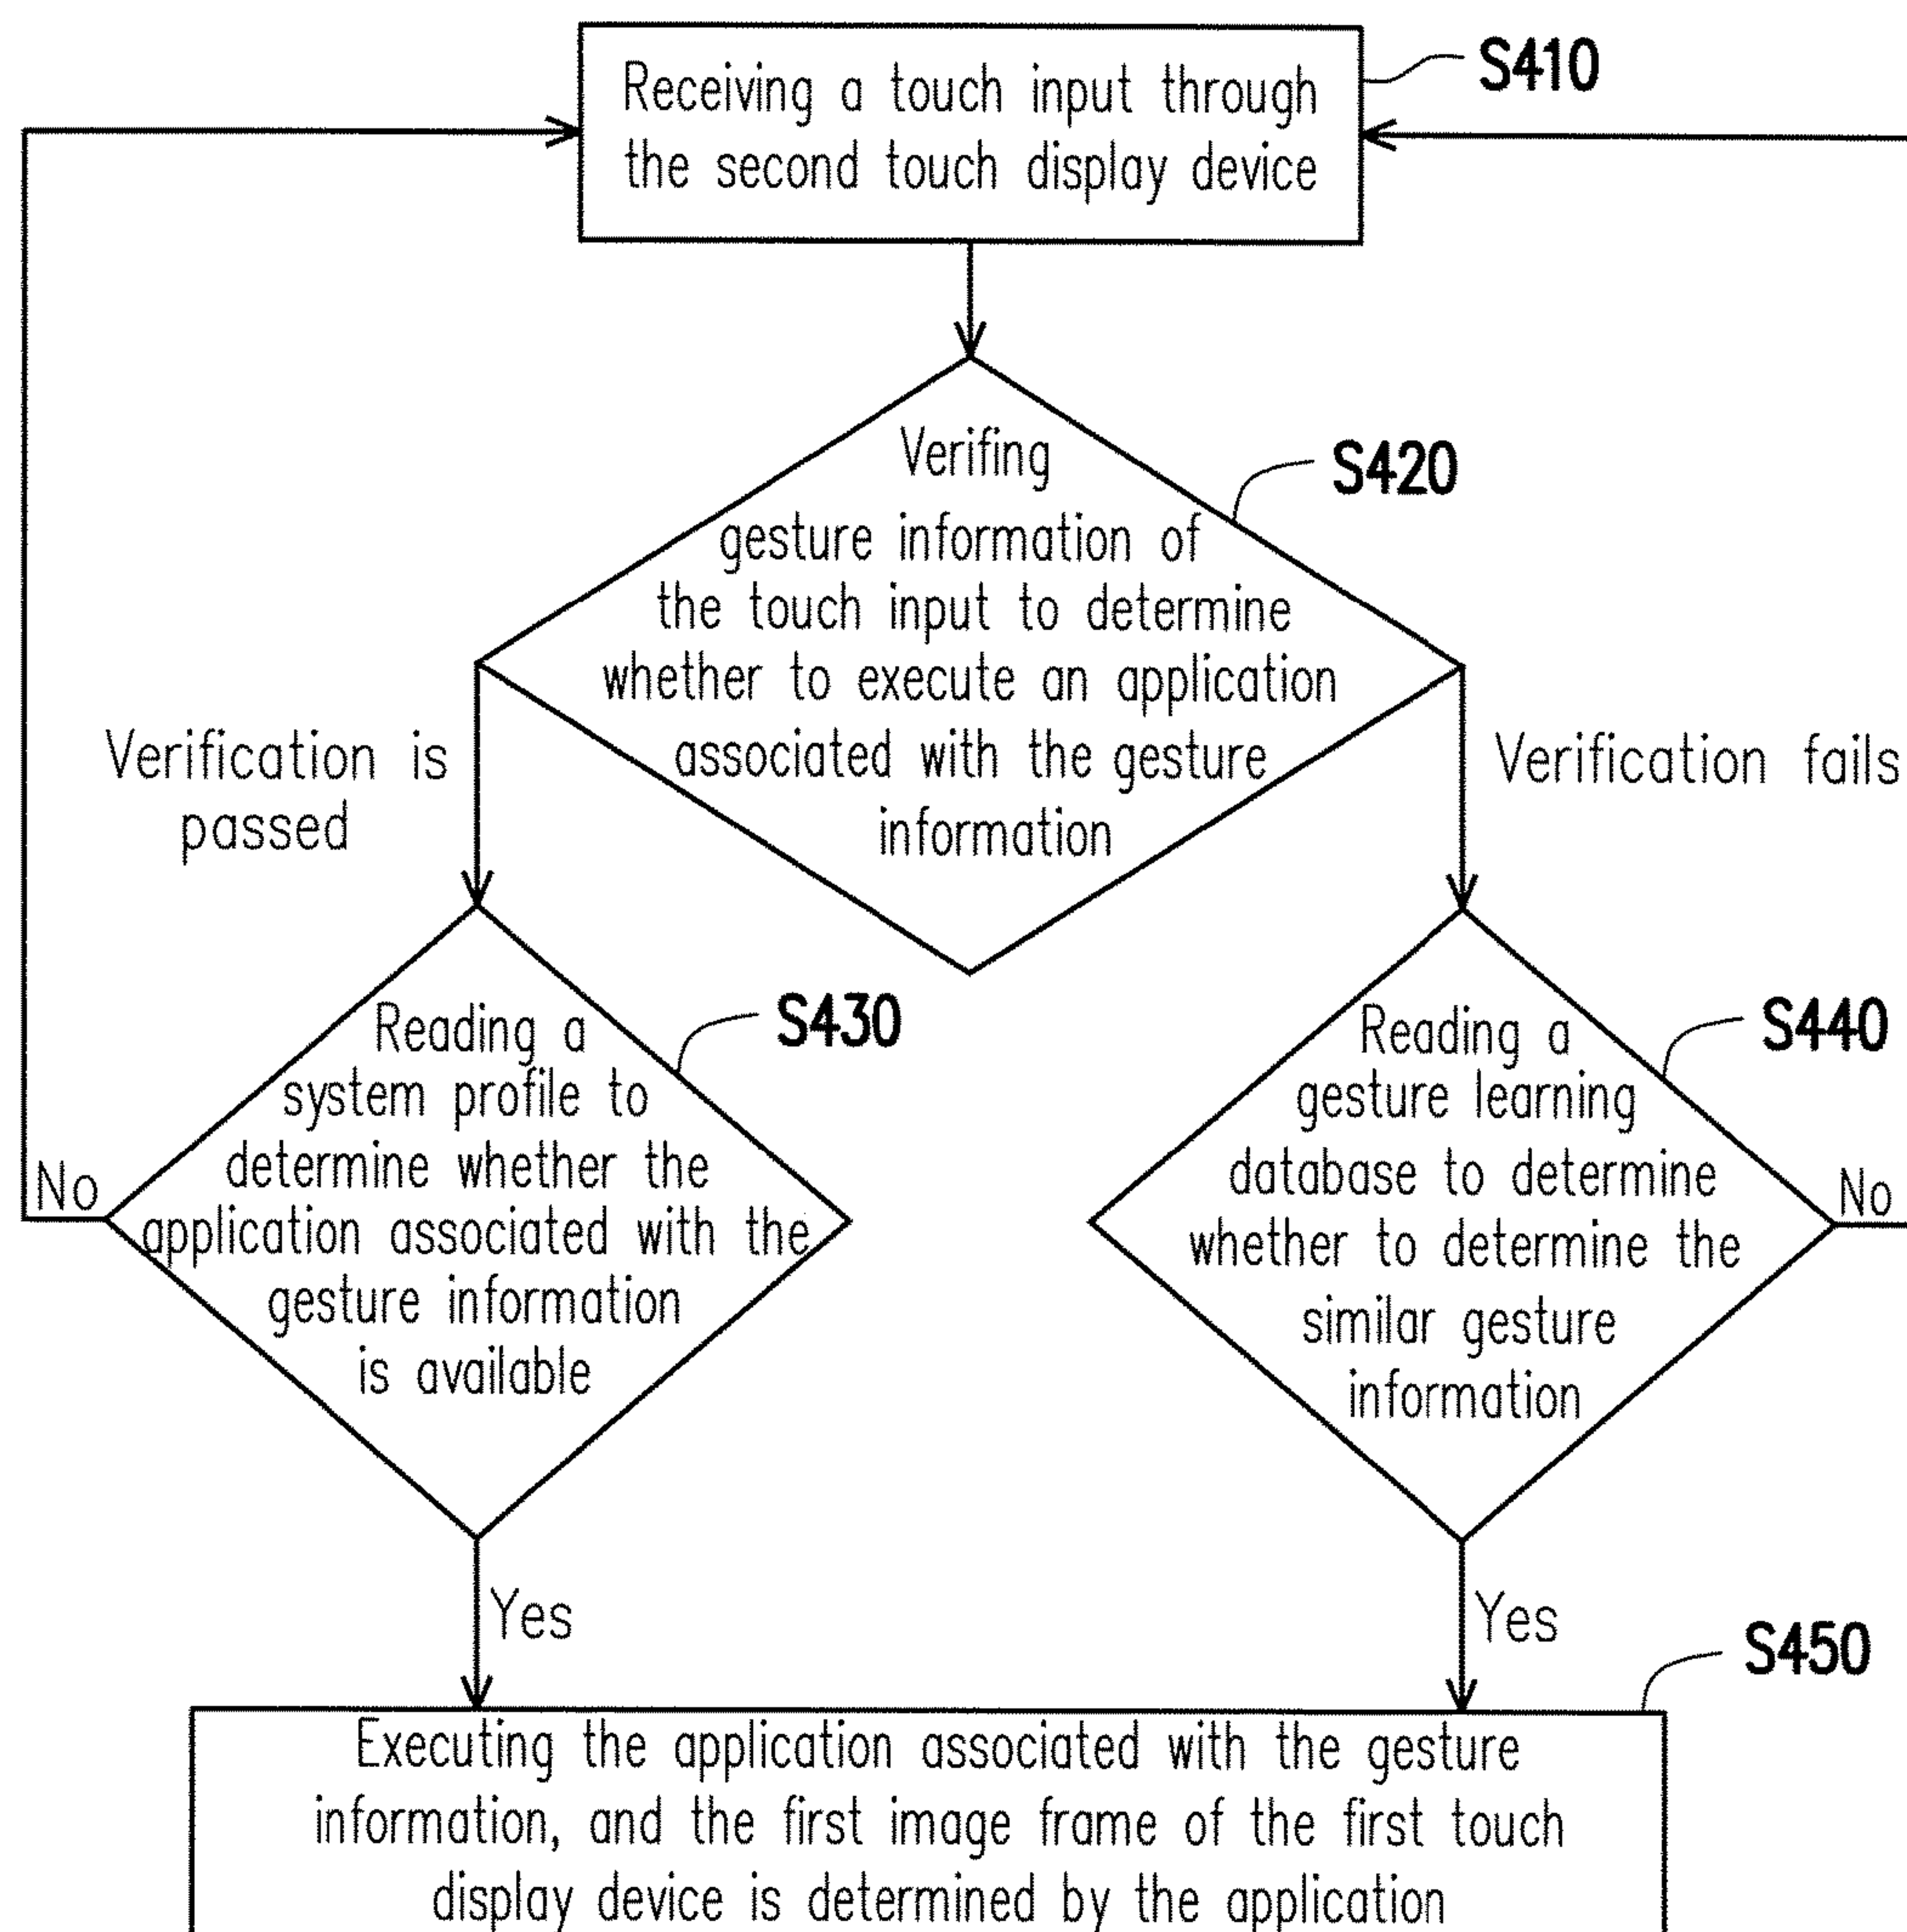 Receiving a touch input through
the second touch display device
S410
Verifing
gesture information of
the touch input to determine
whether to execute an application
associated with the gesture
information
S420
Verification is
passed
Verification fails
Reading a
system profile to
determine whether the
application associated with the
gesture information
is available
S430
No
Reading a
gesture learning
database to determine
whether to determine the
similar gesture
information
S440
No
Yes
Yes
S450
Executing the application associated with the gesture
information, and the first image frame of the first touch
display device is determined by the application